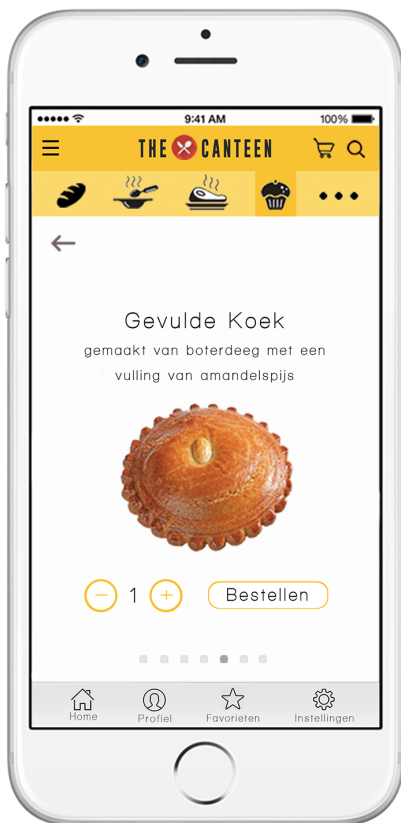 9:41 AM 100%
THE CANTEEN
Gevulde Koek
gemaakt van boterdeeg met een
vulling van amandelspijs
1 Bestellen
Home Profiel Favorieten Instellingen